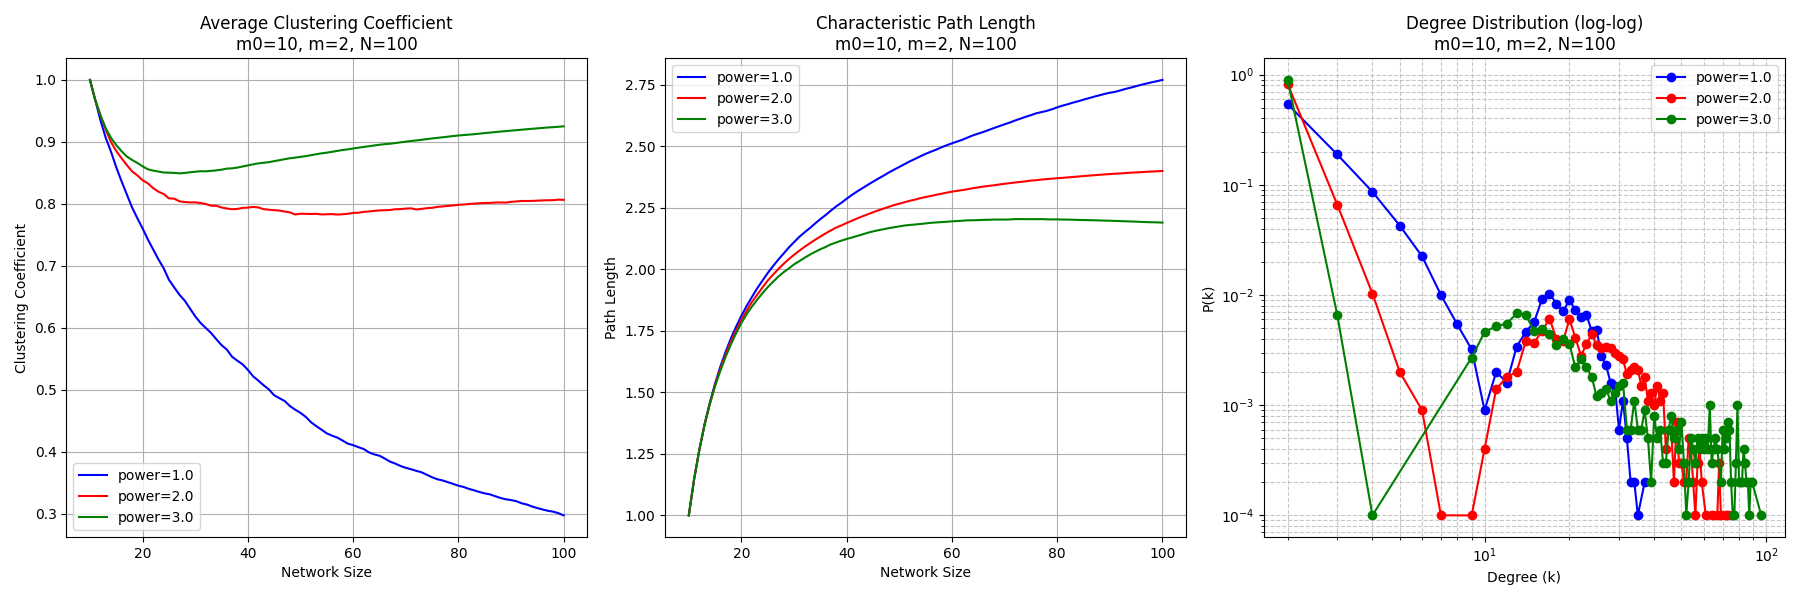 Average Clustering Coefficient
m0=10, m=2, N=100
1.0
0.9
0.8
0.7
0.6
0.5
0.4
0.3
Clustering Coefficient
power=1.0
power=2.0
power=3.0
20
40
60
80
100
Network Size
Characteristic Path Length
m0=10, m=2, N=100
power=1.0
power=2.0
power=3.0
2.75
2.50
2.25
2.00
1.75
1.50
1.25
1.00
Path Length
20
40
60
80
100
Network Size
Degree Distribution (log-log)
m0=10, m=2, N=100
power=1.0
power=2.0
power=3.0
10⁰
10⁻¹
10⁻²
10⁻³
10⁻⁴
P(k)
10¹
10²
Degree (k)